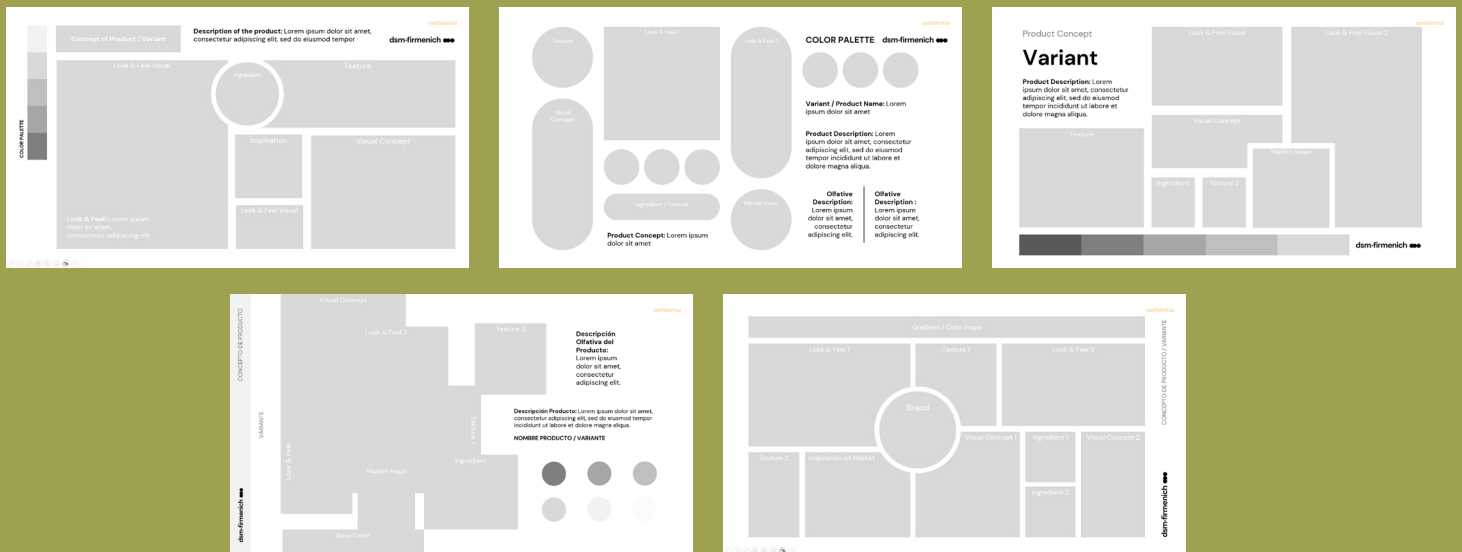 confidential
Concept of Product / Variant
Description of the product: Lorem ipsum dolor sit amet,
consectetur adipiscing elit, sed do eiusmod tempor
dsm-firmenich
Look & Feel Visual
Ingredient
Texture
COLOR PALETTE
Inspiration
Visual Concept
Look & Feel Visual
Look & Feel: Lorem ipsum
dolor sit amet,
consectetur adipiscing elit
confidential
Texture
Look & Feel 1
Look & Feel 2
COLOR PALETTE
dsm-firmenich
Visual
Concept
Variant / Product Name: Lorem
ipsum dolor sit amet
Product Description: Lorem
ipsum dolor sit amet, consectetur
adipiscing elit, sed do eiusmod
tempor incididunt ut labore et
dolore magna aliqua.
Ingredient / Texture
Market Inspo
Product Concept: Lorem ipsum
dolor sit amet
Olfative
Description:
Lorem ipsum
dolor sit amet,
consectetur
adipiscing elit.
Olfative
Description :
Lorem ipsum
dolor sit amet,
consectetur
adipiscing elit.
confidential
Product Concept
Variant
Product Description: Lorem
ipsum dolor sit amet, consectetur
adipiscing elit, sed do eiusmod
tempor incididunt ut labore et
dolore magna aliqua.
Look & Feel Visual
Look & Feel Visual 2
Texture
Visual Concept
Market Inspo
Ingredient
Texture 2
dsm-firmenich
confidential
CONCEPTO DE PRODUCTO
VARIANTE
dsm-firmenich
Visual Concept
Look & Feel 2
Texture 2
Descripción
Olfativa del
Producto:
Lorem ipsum
dolor sit amet,
consectetur
adipiscing elit.
Descripción Producto: Lorem ipsum dolor sit amet,
consectetur adipiscing elit, sed do eiusmod tempor
incididunt ut labore et dolore magna aliqua.
NOMBRE PRODUCTO / VARIANTE
Texture 1
Look & Feel
Market Inspo
Ingredient
Base Color
confidential
Gradient / Color Inspo
Look & Feel 1
Texture 1
Look & Feel 2
Brand
Texture 2
Inspiration on Market
Visual Concept 1
Ingredient 1
Visual Concept 2
Ingredient 2
CONCEPTO DE PRODUCTO / VARIANTE
dsm-firmenich